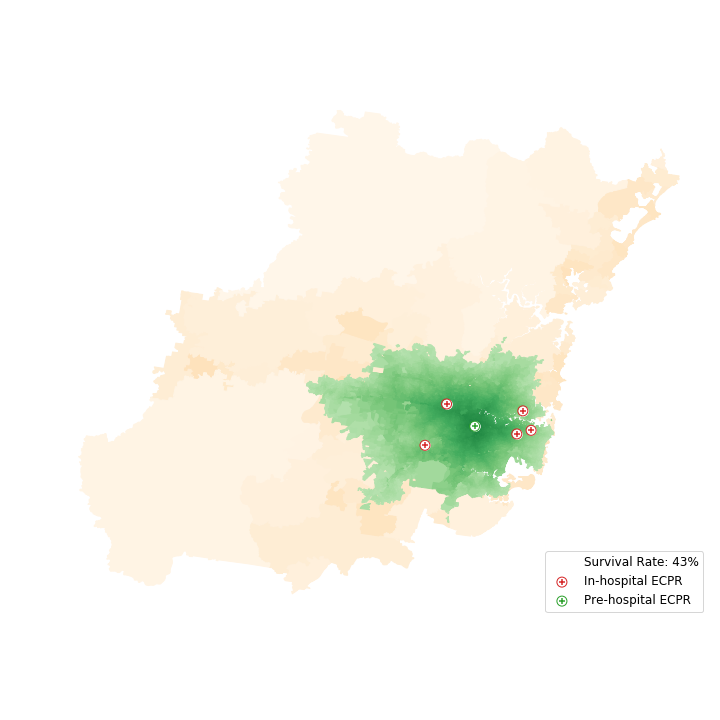 Survival Rate: 43%
In-hospital ECPR
Pre-hospital ECPR